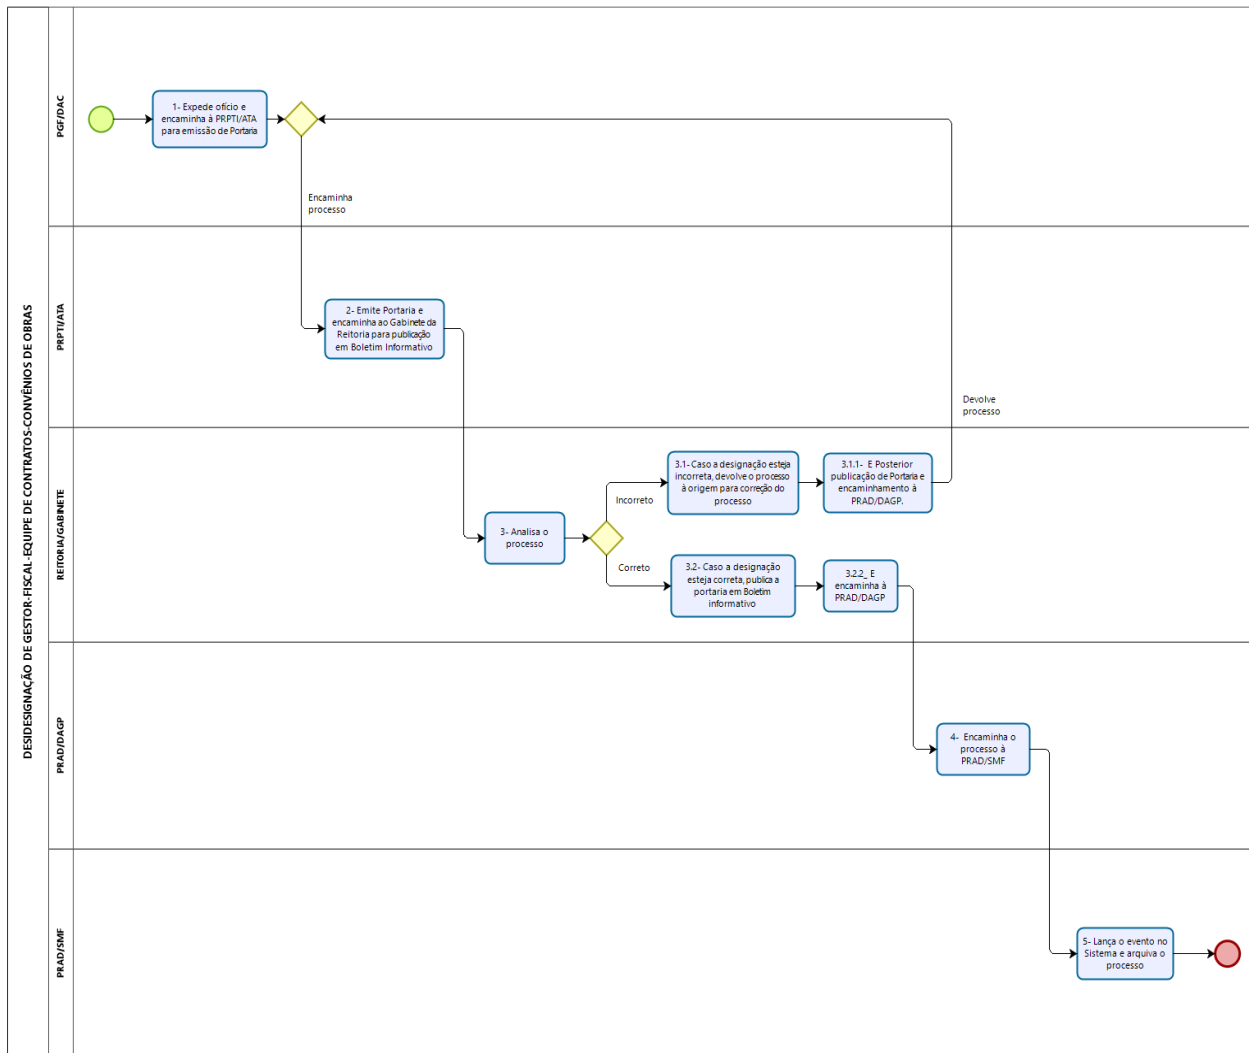 DESIDESIGNAÇÃO DE GESTOR-FISCAL-EQUIPE DE CONTRATOS-CONVÊNIOS DE OBRAS
PGF/DAC
1- Expede ofício e
encaminha à PRPTI/ATA
para emissão de Portaria
Encaminha
processo
PRPTI/ATA
2- Emite Portaria e
encaminha ao Gabinete da
Reitoria para publicação
em Boletim Informativo
Devolve
processo
REITORIA/GABINETE
3- Analisa o
processo
Incorreto
3.1- Caso a designação esteja
incorreta, devolve o processo
à origem para correção do
processo
3.1.1- E Posterior
publicação de Portaria e
encaminhamento à
PRAD/DAGP.
Correto
3.2- Caso a designação
esteja correta, publica a
portaria em Boletim
informativo
3.2.2_ E
encaminha à
PRAD/DAGP
PRAD/DAGP
4- Encaminha o
processo à
PRAD/SMF
PRAD/SMF
5- Lança o evento no
Sistema e arquiva o
processo